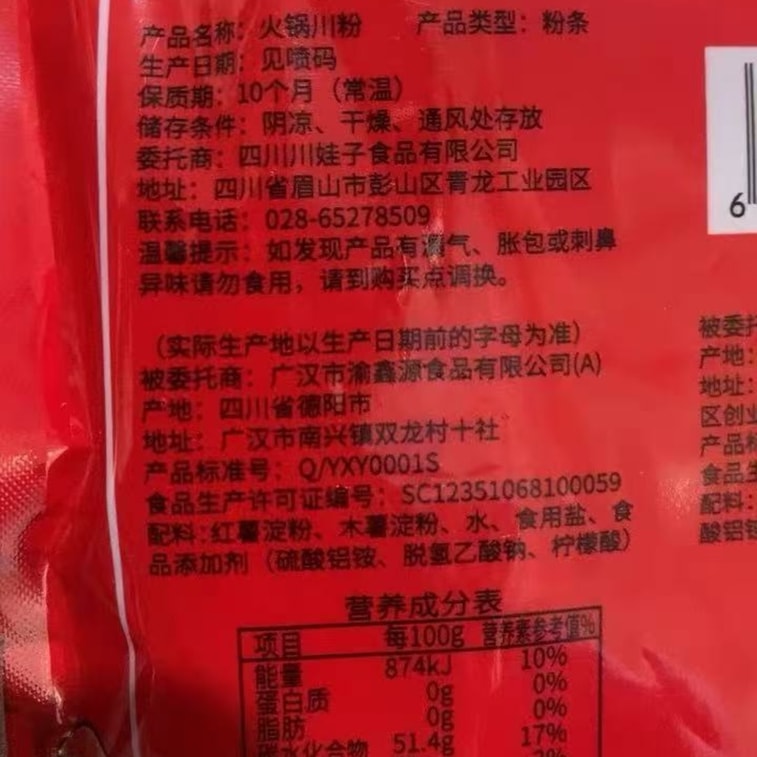 产品名称：火锅川粉 产品类型：粉条
生产日期：见喷码
保质期：10个月（常温）
储存条件：阴凉、干燥、通风处存放
委托商：四川川娃子食品有限公司
地址：四川省眉山市彭山区青龙工业园区
联系电话：028-65278509
温馨提示：如发现产品有漏气、胀包或刺鼻
异味请勿食用，请到购买点调换。
（实际生产地以生产日期前的字母为准）
被委托商：广汉市渝鑫源食品有限公司(A)
产地：四川省德阳市
地址：广汉市南兴镇双龙村十社
产品标准号：Q/YXY0001S
食品生产许可证编号：SC12351068100059
配料:红薯淀粉、木薯淀粉、水、食用盐、食
品添加剂（硫酸铝铵、脱氢乙酸钠、柠檬酸）
营养成分表
项目 每100g 营养素参考值%
能量 874kJ 10%
蛋白质 0g 0%
脂肪 0g 0%
碳水化合物 51.4g 17%
6
被委托
产地：
地址：
区创业
产品标
食品生
配料：
酸铝铵